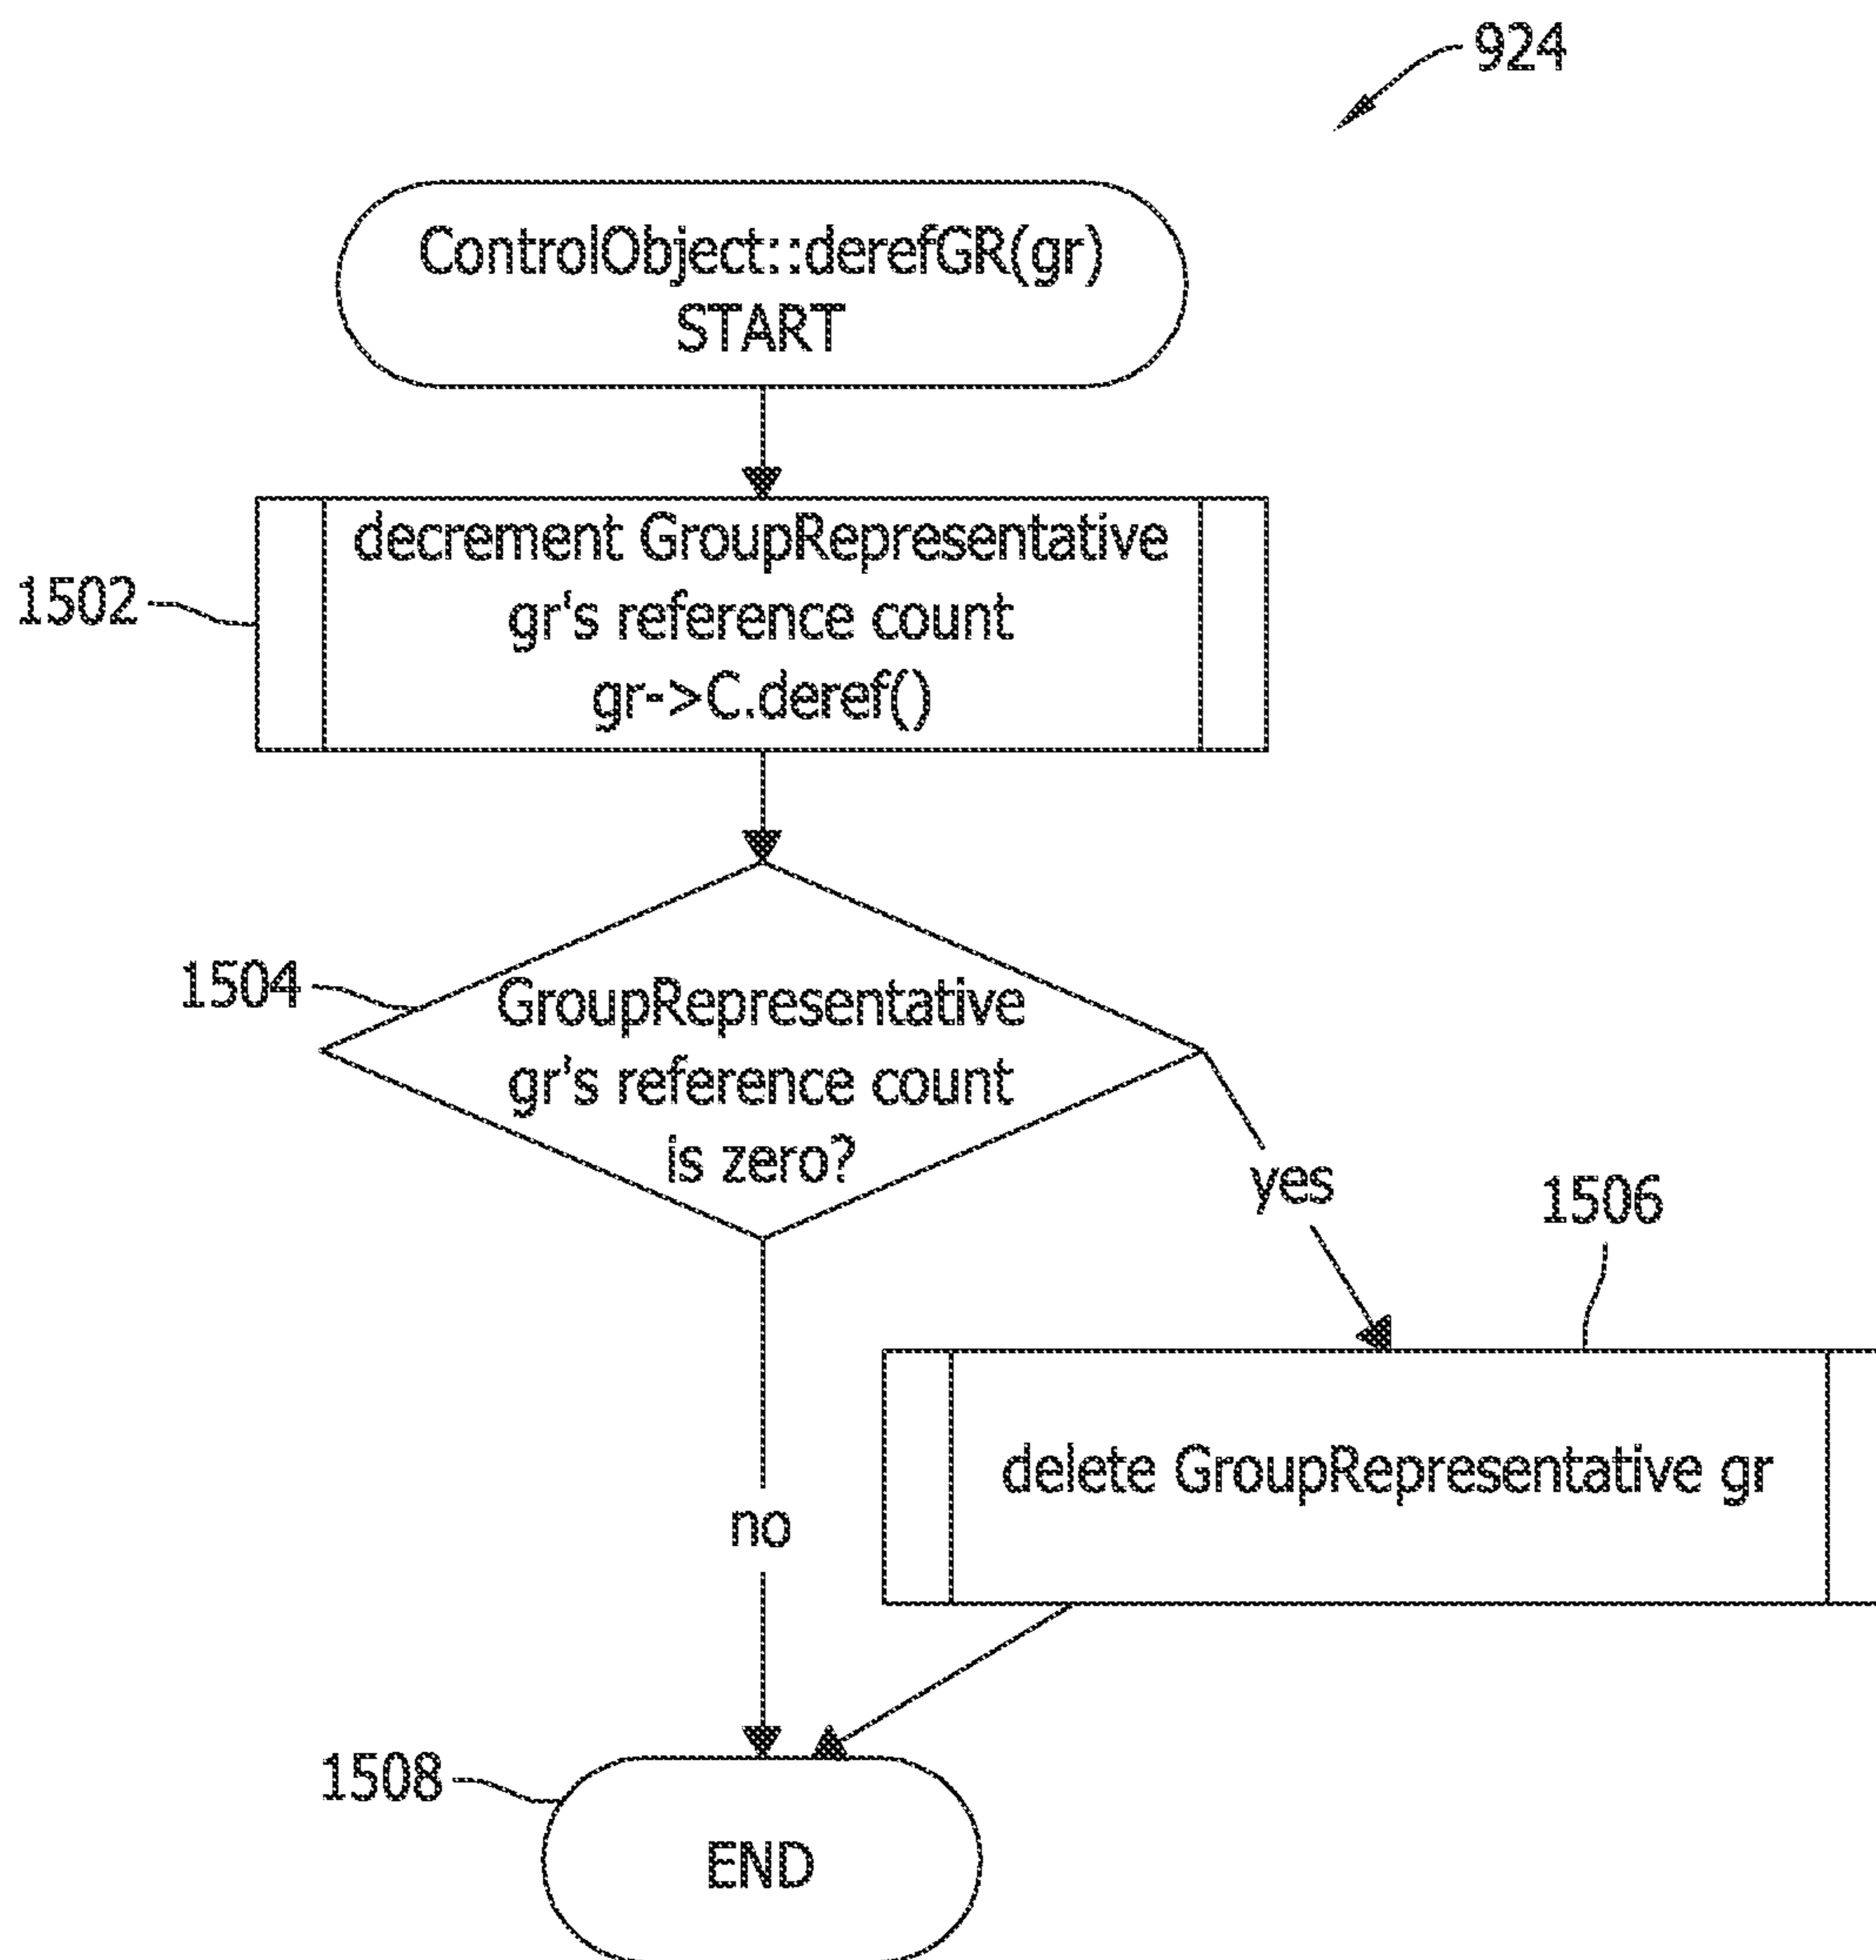 924
ControlObject::derefGR(gr)
START
1502
decrement GroupRepresentative
gr's reference count
gr->C.deref()
1504
GroupRepresentative
gr's reference count
is zero?
yes
1506
delete GroupRepresentative gr
no
1508
END